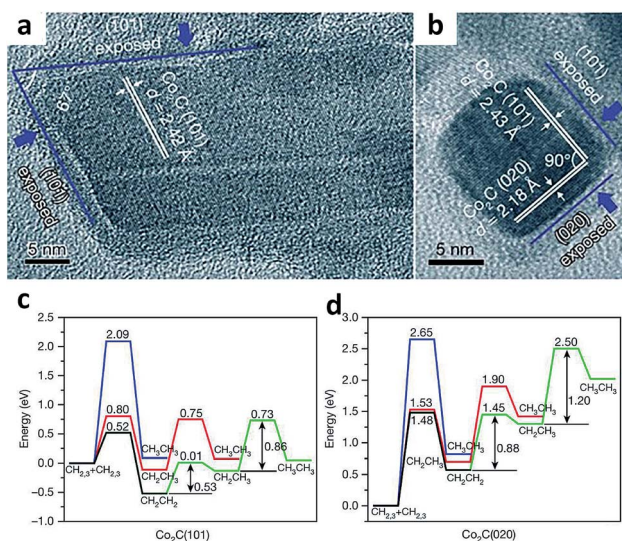 a
(101)
exposed
67°
Co₂C (101)
d = 2.42 Å
(1̄01)
exposed
5 nm
b
(101)
exposed
Co₂C (101)
d = 2.43 Å
90°
Co₂C (020)
d = 2.18 Å
(020)
exposed
5 nm
c
Energy (eV)
2.5
2.0
1.5
1.0
0.5
0.0
−0.5
−1.0
2.09
0.80
0.52
0.75
0.73
0.86
0.01
0.53
CH₂,₃+CH₂,₃
CH₃CH₃
CH₂CH₃
CH₂CH₂
CH₃CH₃
CH₂CH₃
CH₃CH₃
Co₂C(101)
d
Energy (eV)
3.0
2.5
2.0
1.5
1.0
0.5
0.0
2.65
1.53
1.48
1.90
1.45
2.50
1.20
0.88
CH₂,₃+CH₂,₃
CH₂CH₃
CH₃CH₃
CH₂CH₂
CH₃CH₃
CH₂CH₃
CH₃CH₃
Co₂C(020)